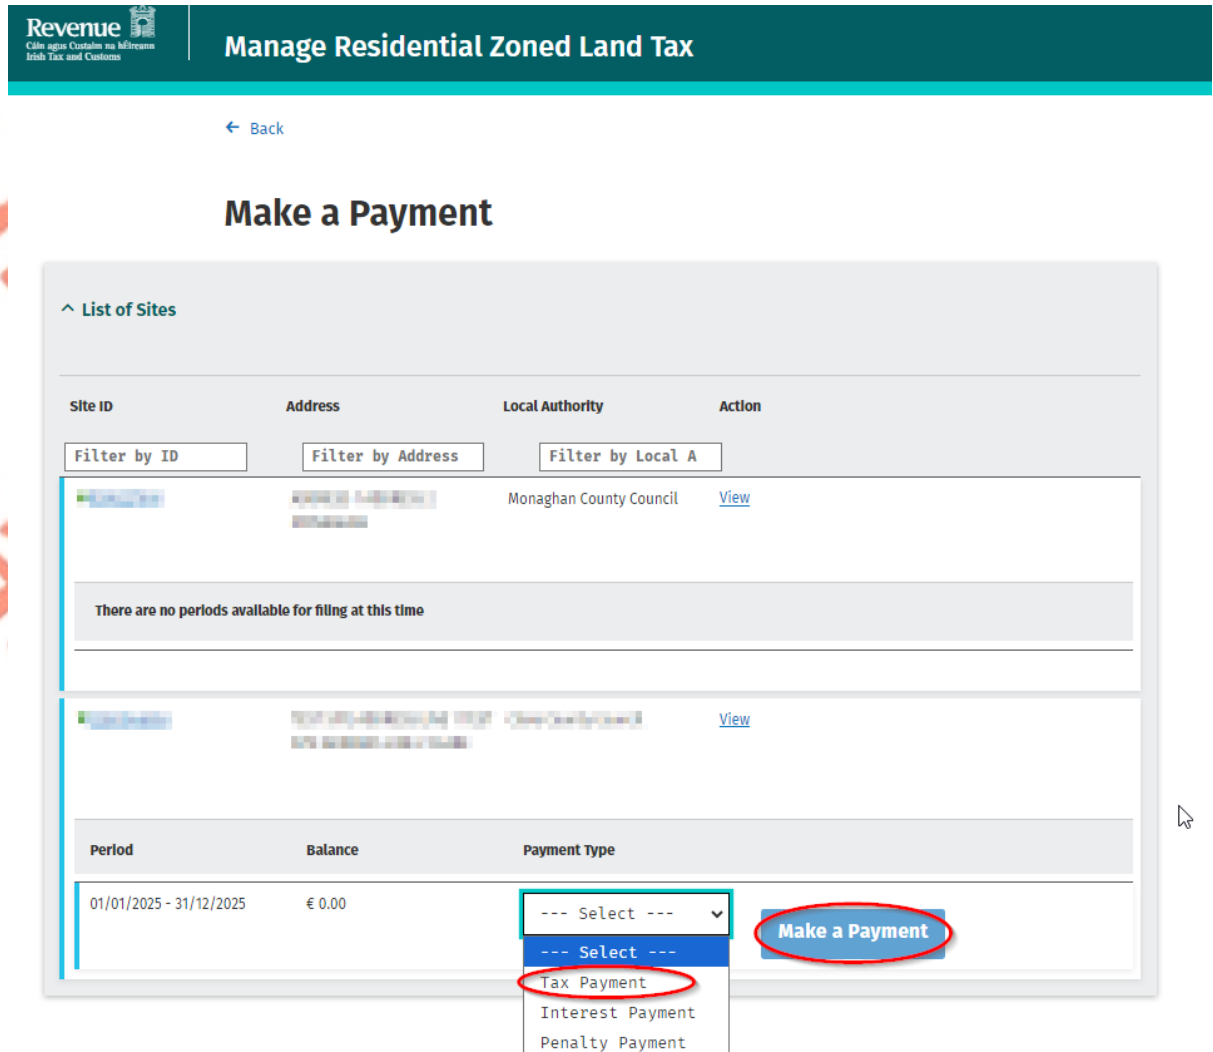 Revenue
Cáin agus Custaim na hÉireann
Irish Tax and Customs
Manage Residential Zoned Land Tax
← Back
Make a Payment
List of Sites
Site ID Address Local Authority Action
Filter by ID Filter by Address Filter by Local A
Monaghan County Council View
There are no periods available for filing at this time
View
Period Balance Payment Type
01/01/2025 - 31/12/2025 € 0.00 --- Select --- Make a Payment
--- Select ---
Tax Payment
Interest Payment
Penalty Payment